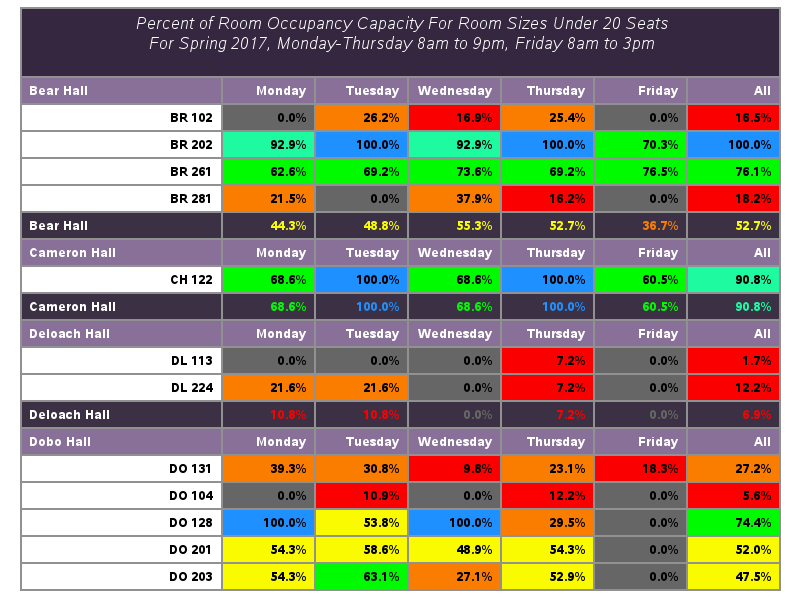 Percent of Room Occupancy Capacity For Room Sizes Under 20 Seats
For Spring 2017, Monday-Thursday 8am to 9pm, Friday 8am to 3pm
Bear Hall Monday Tuesday Wednesday Thursday Friday All
BR 102 0.0% 26.2% 16.9% 25.4% 0.0% 16.5%
BR 202 92.9% 100.0% 92.9% 100.0% 70.3% 100.0%
BR 261 62.6% 69.2% 73.6% 69.2% 76.5% 76.1%
BR 281 21.5% 0.0% 37.9% 16.2% 0.0% 18.2%
Bear Hall 44.3% 48.8% 55.3% 52.7% 36.7% 52.7%
Cameron Hall Monday Tuesday Wednesday Thursday Friday All
CH 122 68.6% 100.0% 68.6% 100.0% 60.5% 90.8%
Cameron Hall 68.6% 100.0% 68.6% 100.0% 60.5% 90.8%
Deloach Hall Monday Tuesday Wednesday Thursday Friday All
DL 113 0.0% 0.0% 0.0% 7.2% 0.0% 1.7%
DL 224 21.6% 21.6% 0.0% 7.2% 0.0% 12.2%
Deloach Hall 10.8% 10.8% 0.0% 7.2% 0.0% 6.9%
Dobo Hall Monday Tuesday Wednesday Thursday Friday All
DO 131 39.3% 30.8% 9.8% 23.1% 18.3% 27.2%
DO 104 0.0% 10.9% 0.0% 12.2% 0.0% 5.6%
DO 128 100.0% 53.8% 100.0% 29.5% 0.0% 74.4%
DO 201 54.3% 58.6% 48.9% 54.3% 0.0% 52.0%
DO 203 54.3% 63.1% 27.1% 52.9% 0.0% 47.5%